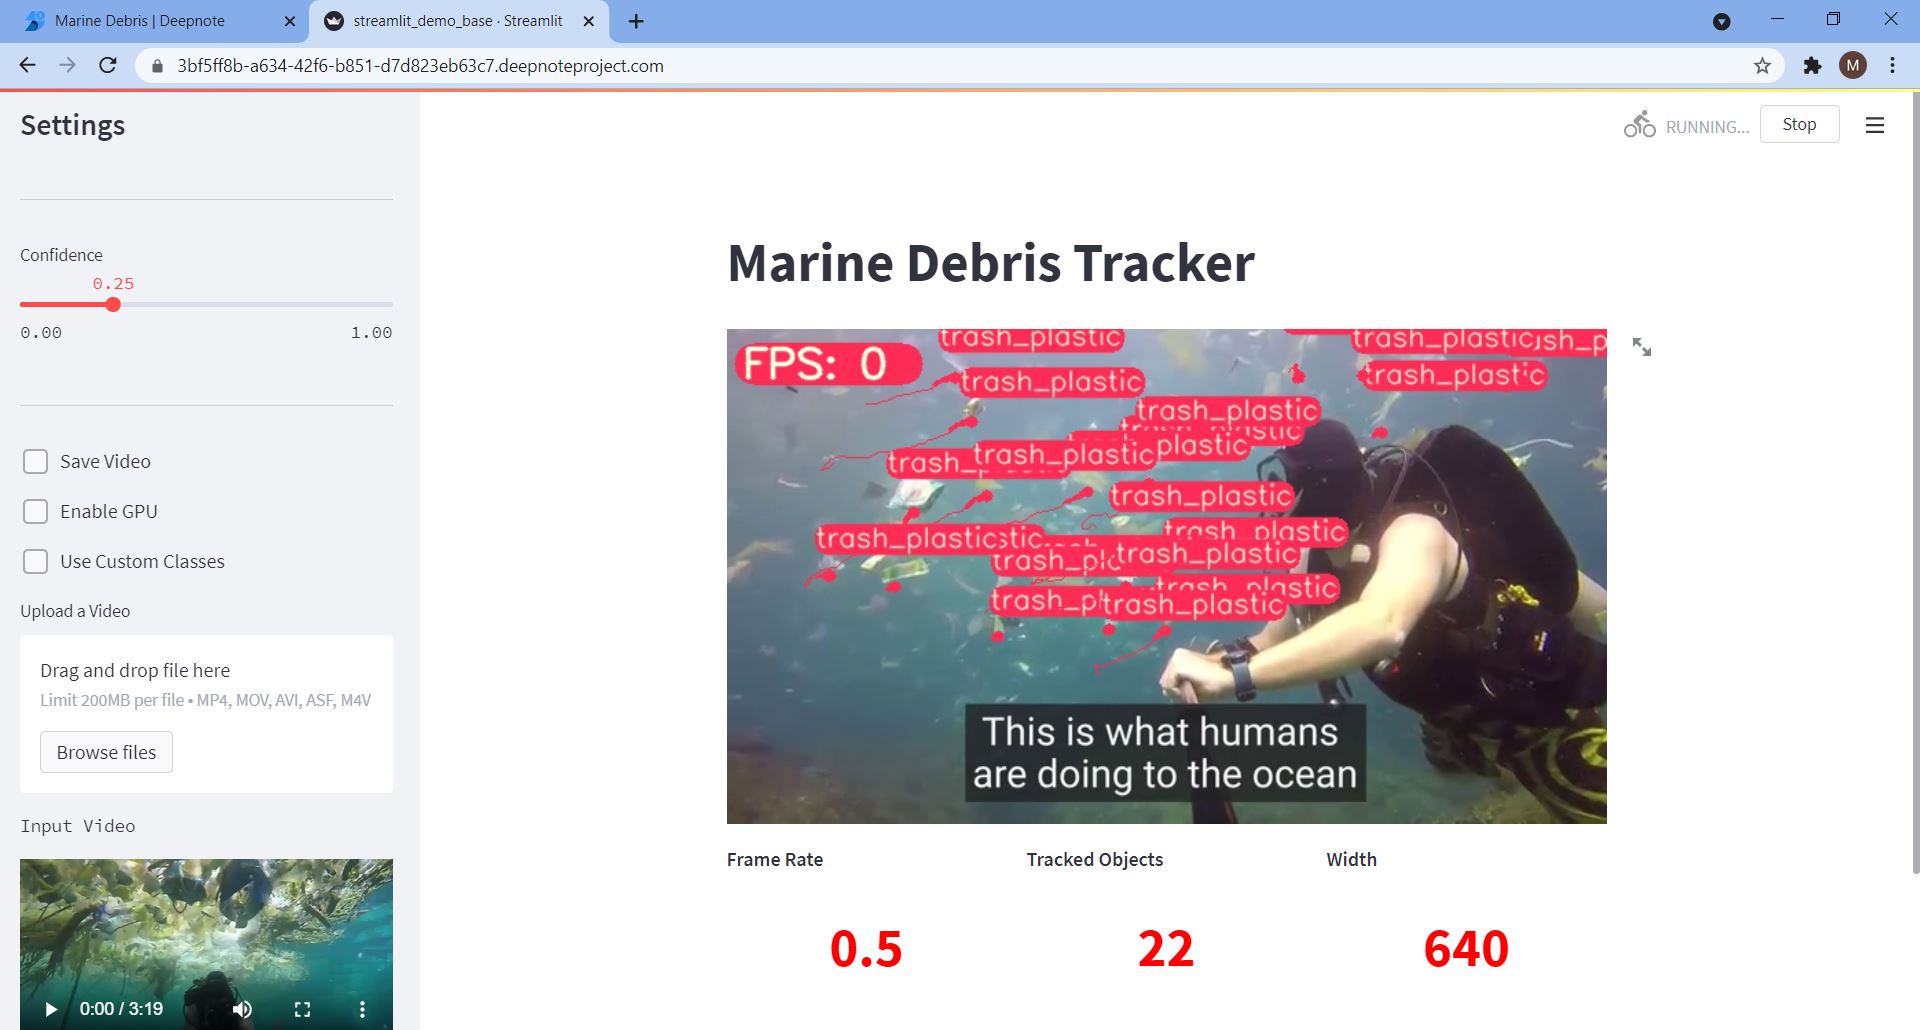 Marine Debris | Deepnote
streamlit_demo_base · Streamlit
3bf5ff8b-a634-42f6-b851-d7d823eb63c7.deepnoteproject.com
M
Settings
RUNNING...
Stop
Confidence
0.25
0.00
1.00
Save Video
Enable GPU
Use Custom Classes
Upload a Video
Drag and drop file here
Limit 200MB per file • MP4, MOV, AVI, ASF, M4V
Browse files
Input Video
0:00 / 3:19
Marine Debris Tracker
FPS: 0
trash_plastic
trash_plastic
trash_plastic
trash_plastic
trash_plastic
trash_plastic
plastic
trash_plastic
trash_plastic
trash_plastic
trash_plastic
trash_plastic
trash_plastic
trash_plastic
This is what humans
are doing to the ocean
Frame Rate
Tracked Objects
Width
0.5
22
640